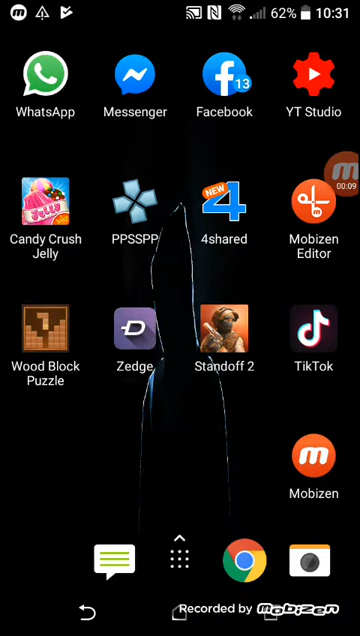 62% 10:31
13
WhatsApp Messenger Facebook YT Studio
00:09
NEW
4
Jelly
Candy Crush Jelly
PPSSPP
4shared
Mobizen Editor
Wood Block Puzzle
Zedge
Standoff 2
TikTok
Mobizen
Recorded by mobizen